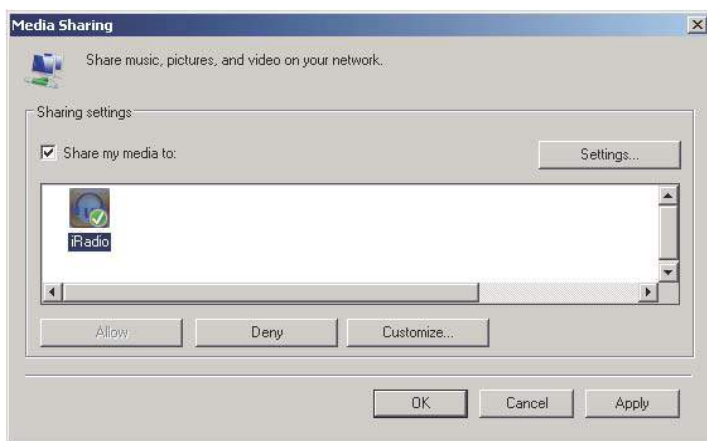 Media Sharing
Share music, pictures, and video on your network.
Sharing settings
Share my media to:
Settings...
iRadio
Allow
Deny
Customize...
OK
Cancel
Apply